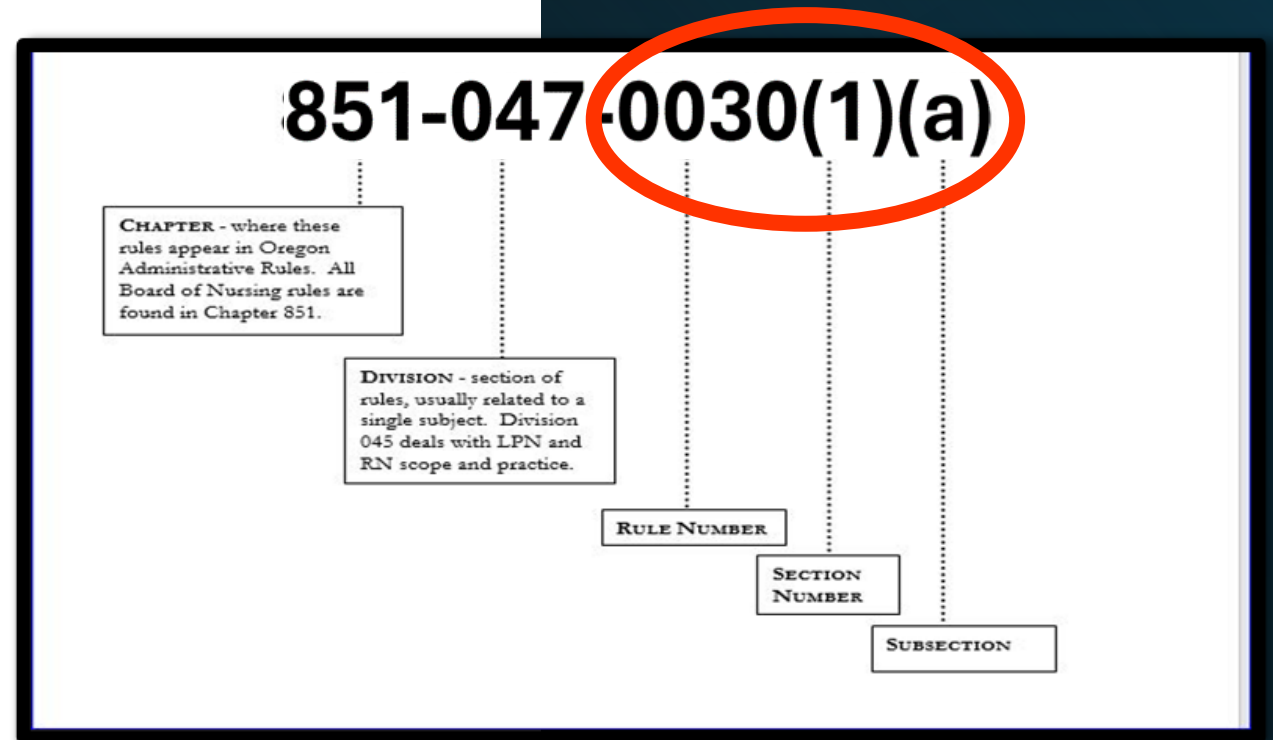 851-047-0030(1)(a)
CHAPTER - where these
rules appear in Oregon
Administrative Rules. All
Board of Nursing rules are
found in Chapter 851.
DIVISION - section of
rules, usually related to a
single subject. Division
045 deals with LPN and
RN scope and practice.
RULE NUMBER
SECTION
NUMBER
SUBSECTION